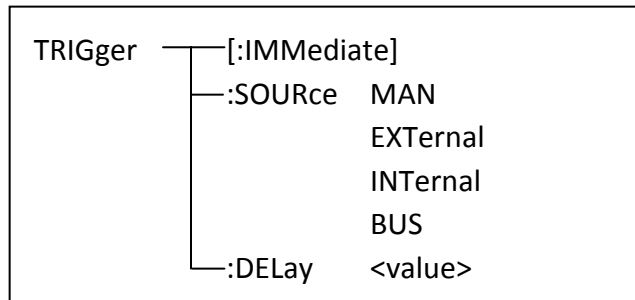 TRIGger [:IMMediate]
:SOURce MAN
EXTernal
INTernal
BUS
:DELay <value>